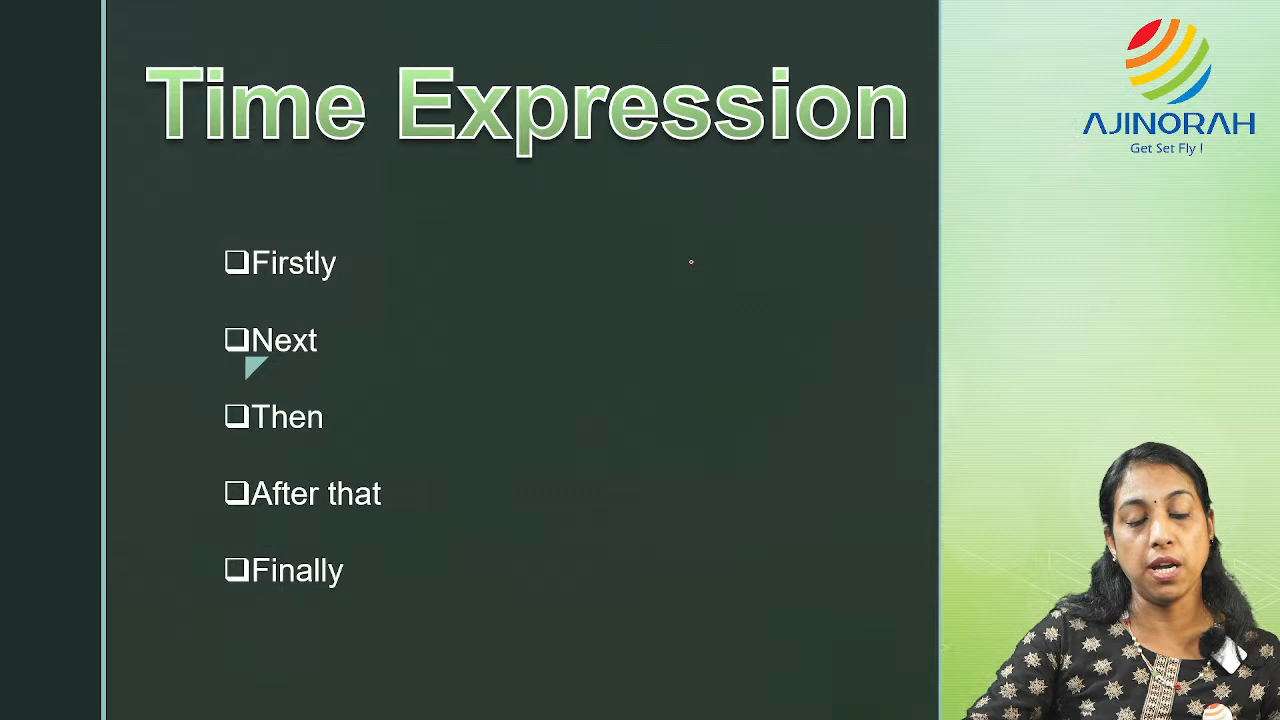 Time Expression
AJINORAH
Get Set Fly !
Firstly
Next
Then
After that
Finally